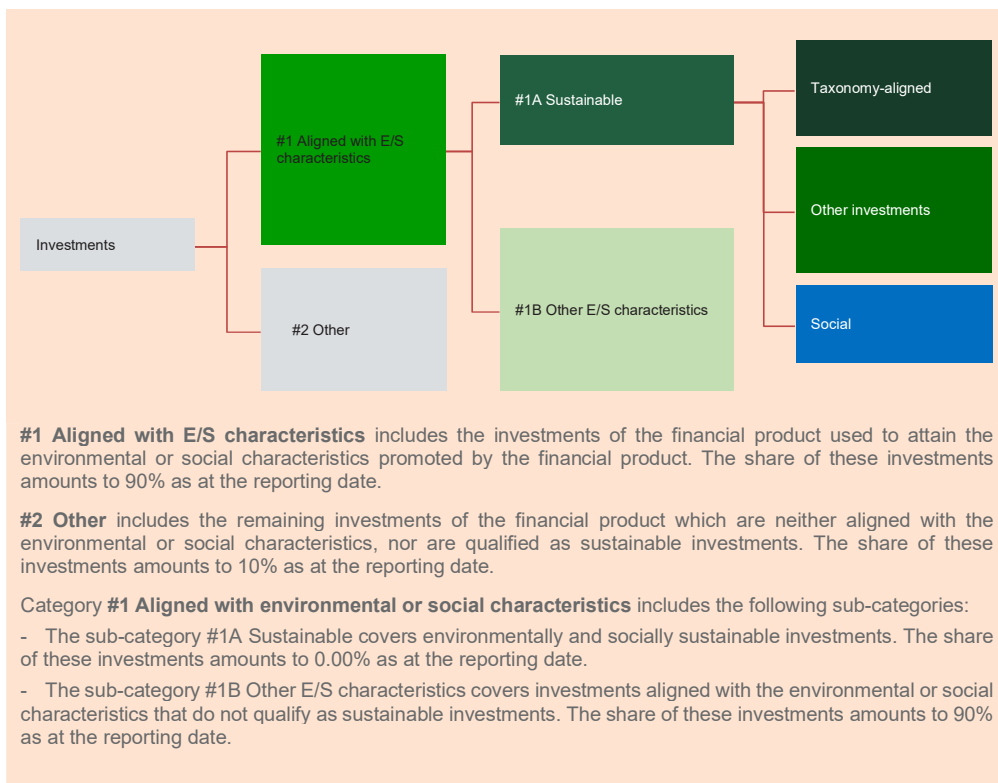 Investments
#1 Aligned with E/S
characteristics
#2 Other
#1A Sustainable
#1B Other E/S characteristics
Taxonomy-aligned
Other investments
Social
#1 Aligned with E/S characteristics includes the investments of the financial product used to attain the
environmental or social characteristics promoted by the financial product. The share of these investments
amounts to 90% as at the reporting date.
#2 Other includes the remaining investments of the financial product which are neither aligned with the
environmental or social characteristics, nor are qualified as sustainable investments. The share of these
investments amounts to 10% as at the reporting date.
Category #1 Aligned with environmental or social characteristics includes the following sub-categories:
- The sub-category #1A Sustainable covers environmentally and socially sustainable investments. The share
of these investments amounts to 0.00% as at the reporting date.
- The sub-category #1B Other E/S characteristics covers investments aligned with the environmental or social
characteristics that do not qualify as sustainable investments. The share of these investments amounts to 90%
as at the reporting date.